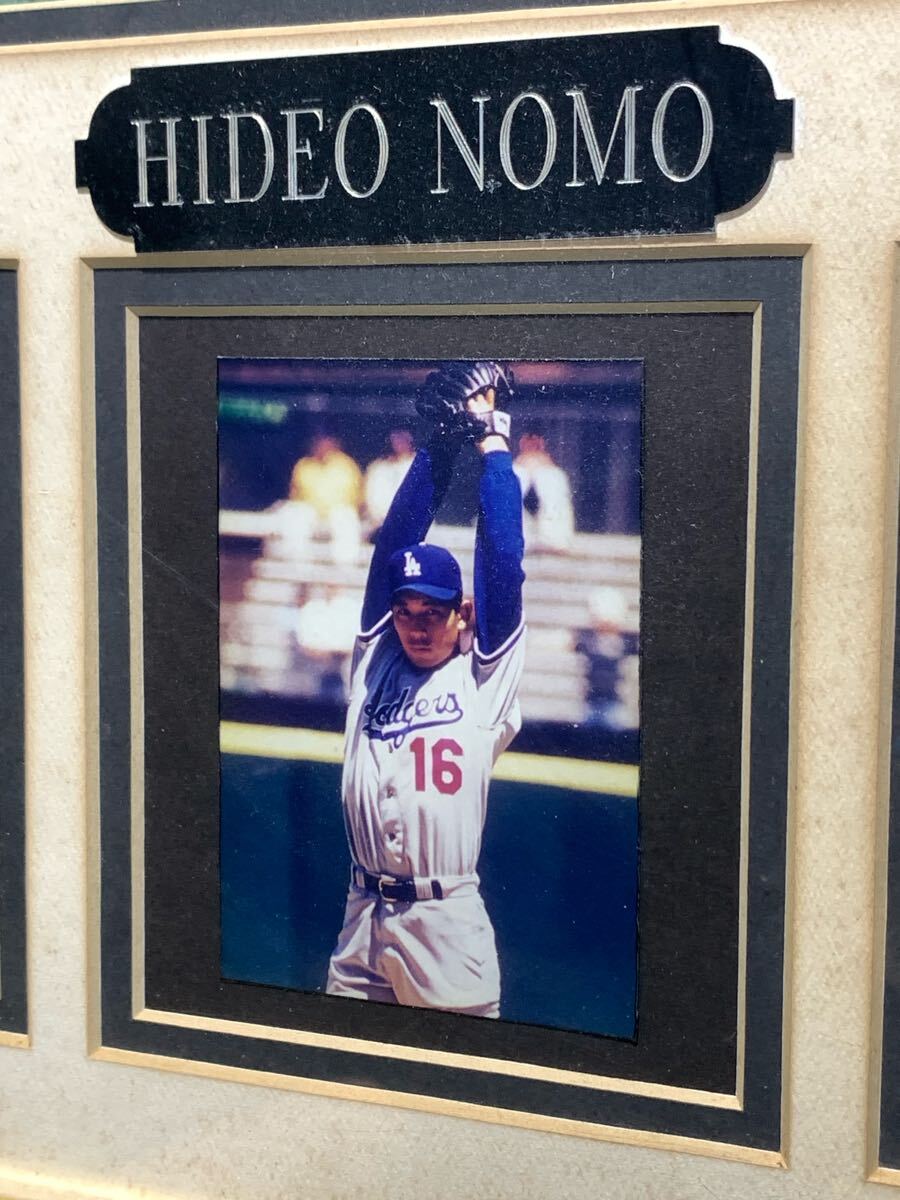 HIDEO NOMO
LA
Dodgers
16